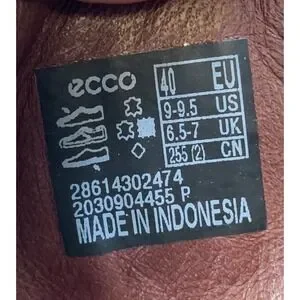 ecco
40 EU
9-9.5 US
6.5-7 UK
255 (2) CN
28614302474
2030904455 P
MADE IN INDONESIA